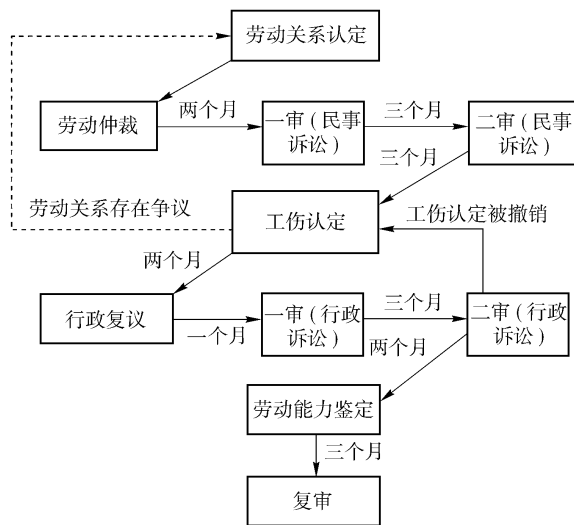 劳动关系认定
劳动仲裁
两个月
一审(民事
诉讼)
三个月
二审(民事
诉讼)
三个月
劳动关系存在争议
工伤认定
工伤认定被撤销
两个月
行政复议
一个月
一审(行政
诉讼)
三个月
二审(行政
诉讼)
两个月
劳动能力鉴定
三个月
复审